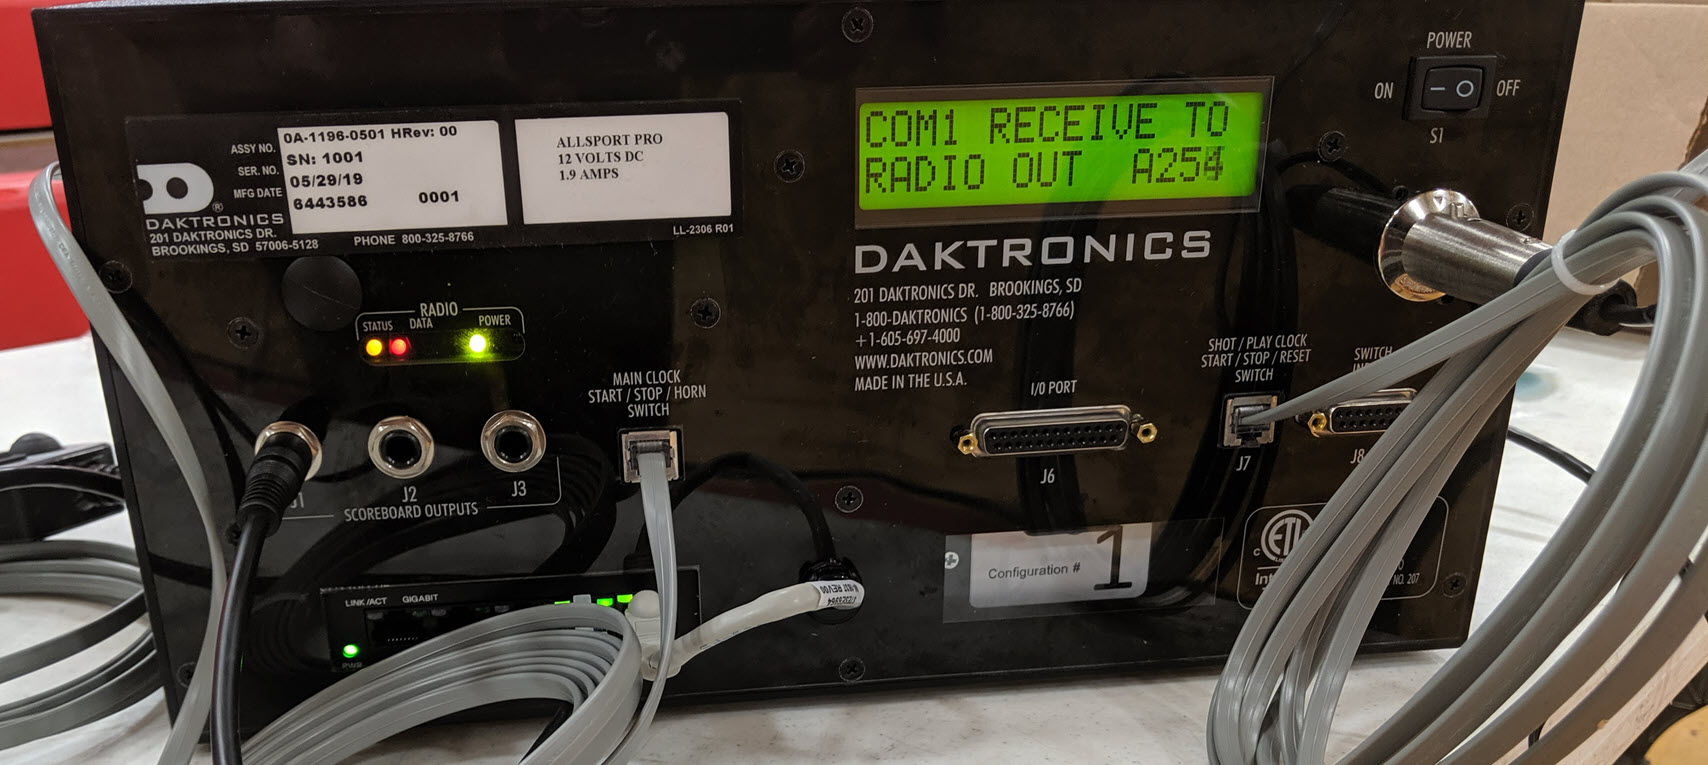 ASSY NO. 0A-1196-0501 HRev: 00
SER. NO. SN: 1001
MFG DATE 05/29/19
6443586 0001
®
DAKTRONICS
201 DAKTRONICS DR.
BROOKINGS, SD 57006-5128
PHONE 800-325-8766
ALLSPORT PRO
12 VOLTS DC
1.9 AMPS
LL-2306 R01
COM1 RECEIVE TO
RADIO OUT A254
POWER
ON OFF
S1
DAKTRONICS
201 DAKTRONICS DR. BROOKINGS, SD
1-800-DAKTRONICS (1-800-325-8766)
+1-605-697-4000
WWW.DAKTRONICS.COM
MADE IN THE U.S.A.
RADIO
STATUS DATA POWER
MAIN CLOCK
START / STOP / HORN
SWITCH
J1 J2 J3
SCOREBOARD OUTPUTS
I/O PORT
J6
SHOT / PLAY CLOCK
START / STOP / RESET
SWITCH
J7
SWITCH
J8
LINK/ACT GIGABIT
Configuration # 1
C ETL
NO. 207